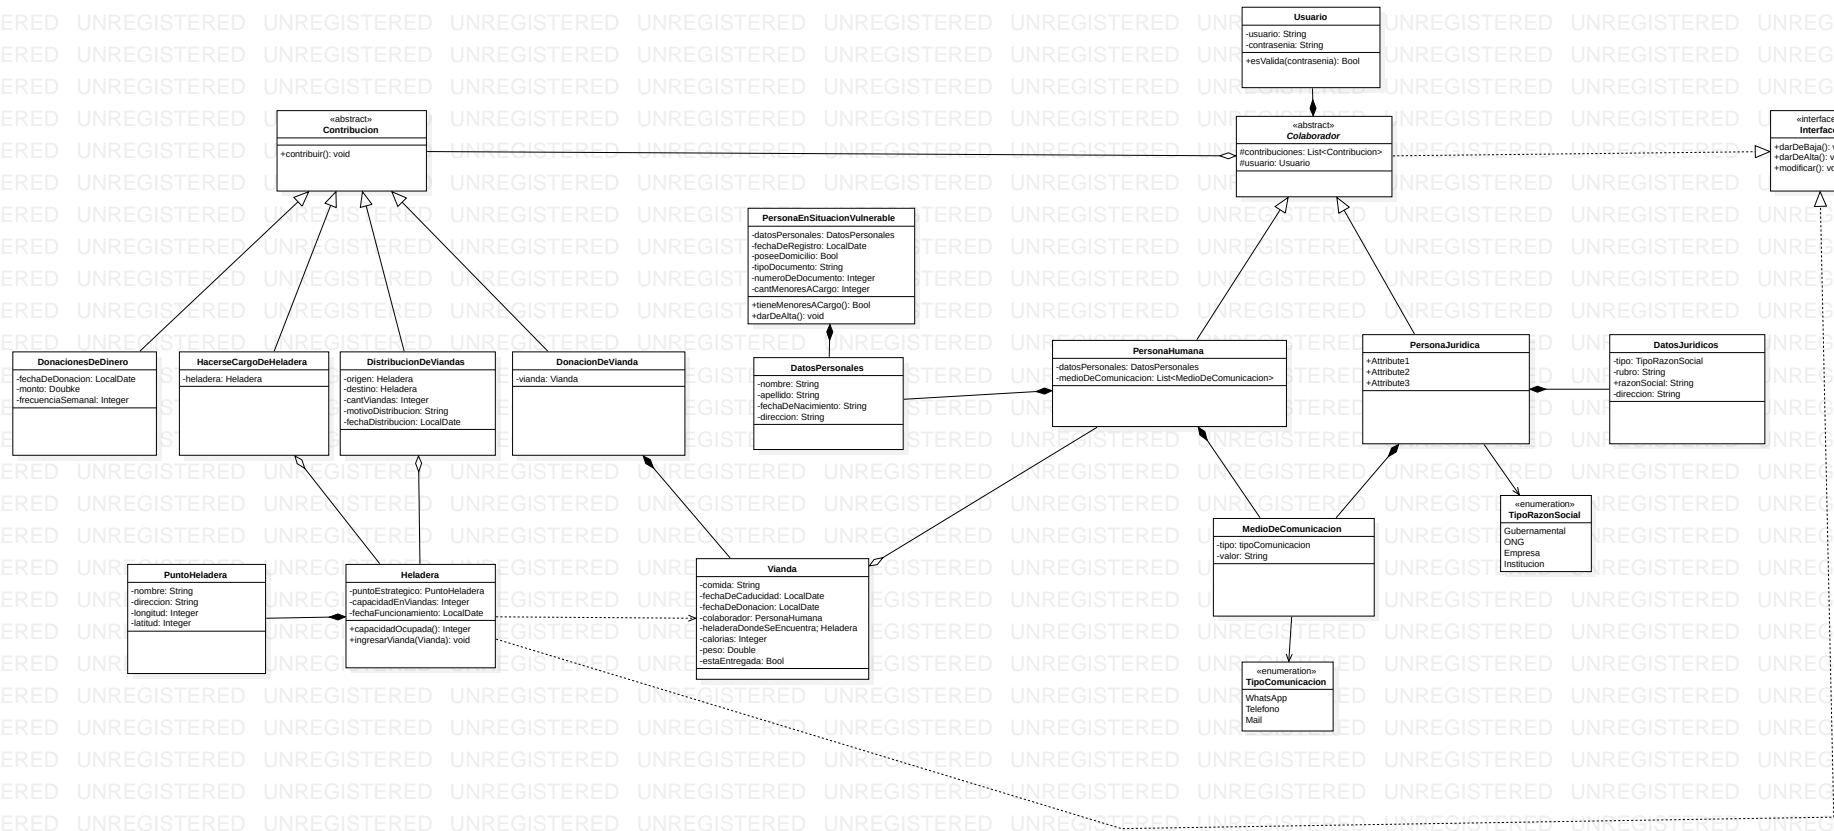 Usuario
-usuario: String
-contrasenia: String
+esValida(contrasenia): Bool
«abstract»
Contribucion
+contribuir(): void
«abstract»
Colaborador
#contribuciones: List<Contribucion>
#usuario: Usuario
«interface
Interface
+darDeBaja(): v
+darDeAlta(): v
+modificar(): vo
PersonaEnSituacionVulnerable
-datosPersonales: DatosPersonales
-fechaDeRegistro: LocalDate
-poseeDomicilio: Bool
-tipoDocumento: String
-numeroDeDocumento: Integer
-cantMenoresACargo: Integer
+tieneMenoresACargo(): Bool
+darDeAlta(): void
DonacionesDeDinero
-fechaDeDonacion: LocalDate
-monto: Doubke
-frecuenciaSemanal: Integer
HacerseCargoDeHeladera
-heladera: Heladera
DistribucionDeViandas
-origen: Heladera
-destino: Heladera
-cantViandas: Integer
-motivoDistribucion: String
-fechaDistribucion: LocalDate
DonacionDeVianda
-vianda: Vianda
DatosPersonales
-nombre: String
-apellido: String
-fechaDeNacimiento: String
-direccion: String
PersonaHumana
-datosPersonales: DatosPersonales
-medioDeComunicacion: List<MedioDeComunicacion>
PersonaJuridica
+Attribute1
+Attribute2
+Attribute3
DatosJuridicos
-tipo: TipoRazonSocial
-rubro: String
+razonSocial: String
-direccion: String
«enumeration»
TipoRazonSocial
Gubernamental
ONG
Empresa
Institucion
MedioDeComunicacion
-tipo: tipoComunicacion
-valor: String
PuntoHeladera
-nombre: String
-direccion: String
-longitud: Integer
-latitud: Integer
Heladera
-puntoEstrategico: PuntoHeladera
-capacidadEnViandas: Integer
-fechaFuncionamiento: LocalDate
+capacidadOcupada(): Integer
+ingresarVianda(Vianda): void
Vianda
-comida: String
-fechaDeCaducidad: LocalDate
-fechaDeDonacion: LocalDate
-colaborador: PersonaHumana
-heladeraDondeSeEncuentra; Heladera
-calorias: Integer
-peso: Double
-estaEntregada: Bool
«enumeration»
TipoComunicacion
WhatsApp
Telefono
Mail